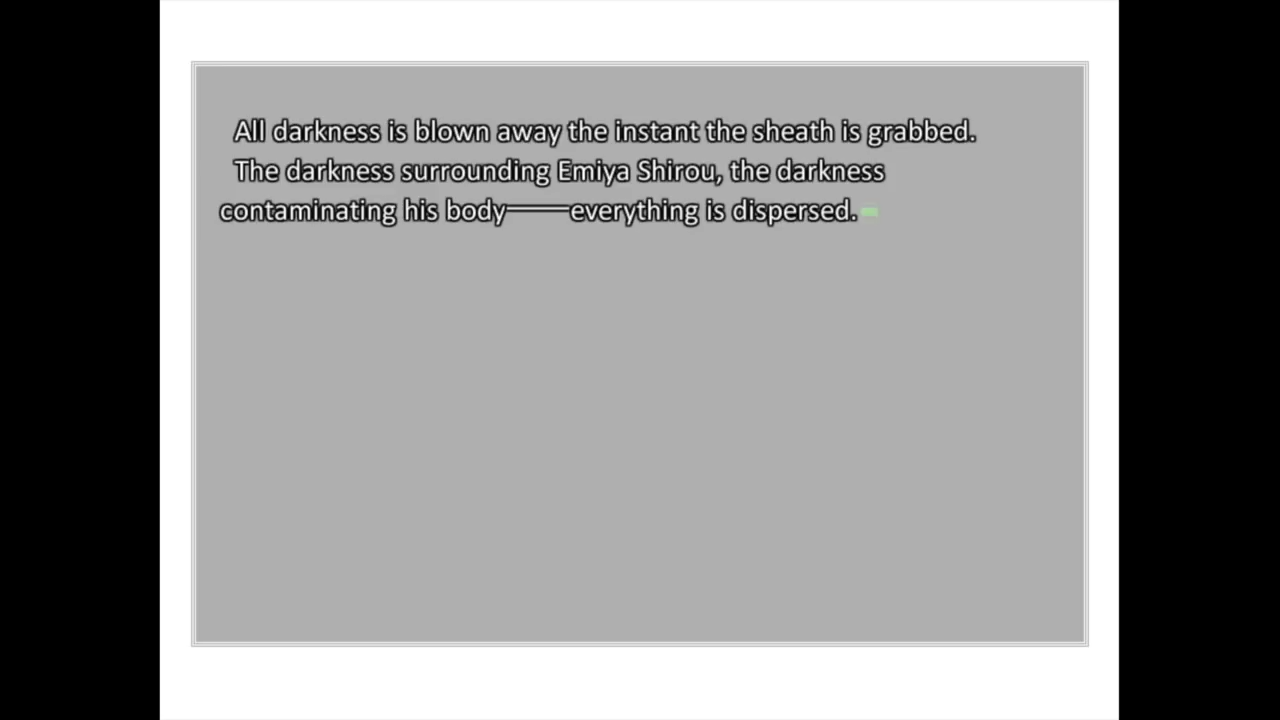 All darkness is blown away the instant the sheath is grabbed.
The darkness surrounding Emiya Shirou, the darkness
contaminating his body――everything is dispersed.